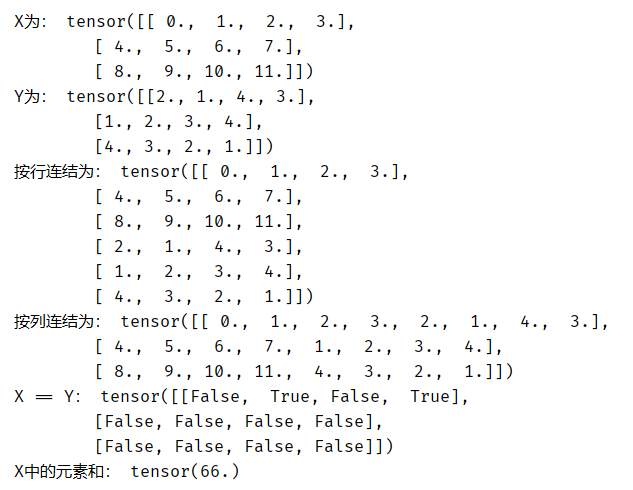 X为： tensor([[ 0.,  1.,  2.,  3.],
        [ 4.,  5.,  6.,  7.],
        [ 8.,  9., 10., 11.]])
Y为： tensor([[2., 1., 4., 3.],
        [1., 2., 3., 4.],
        [4., 3., 2., 1.]])
按行连结为： tensor([[ 0.,  1.,  2.,  3.],
        [ 4.,  5.,  6.,  7.],
        [ 8.,  9., 10., 11.],
        [ 2.,  1.,  4.,  3.],
        [ 1.,  2.,  3.,  4.],
        [ 4.,  3.,  2.,  1.]])
按列连结为： tensor([[ 0.,  1.,  2.,  3.,  2.,  1.,  4.,  3.],
        [ 4.,  5.,  6.,  7.,  1.,  2.,  3.,  4.],
        [ 8.,  9., 10., 11.,  4.,  3.,  2.,  1.]])
X == Y： tensor([[False,  True, False,  True],
        [False, False, False, False],
        [False, False, False, False]])
X中的元素和： tensor(66.)